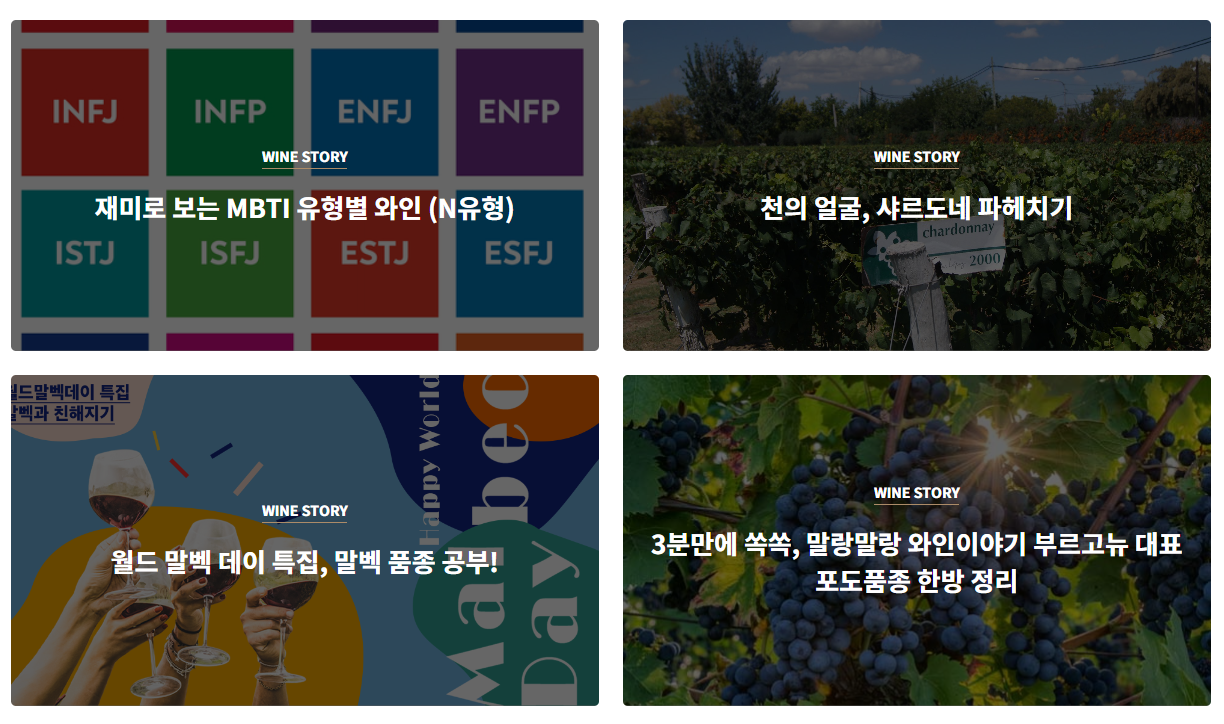 INFJ INFP ENFJ ENFP
WINE STORY
재미로 보는 MBTI 유형별 와인 (N유형)
ISTJ ISFJ ESTJ ESFJ
WINE STORY
천의 얼굴, 샤르도네 파헤치기
chardonnay
2000
월드말벡데이 특집
말벡과 친해지기
Happy World
Malbec
Day
WINE STORY
월드 말벡 데이 특집, 말벡 품종 공부!
WINE STORY
3분만에 쏙쏙, 말랑말랑 와인이야기 부르고뉴 대표
포도품종 한방 정리